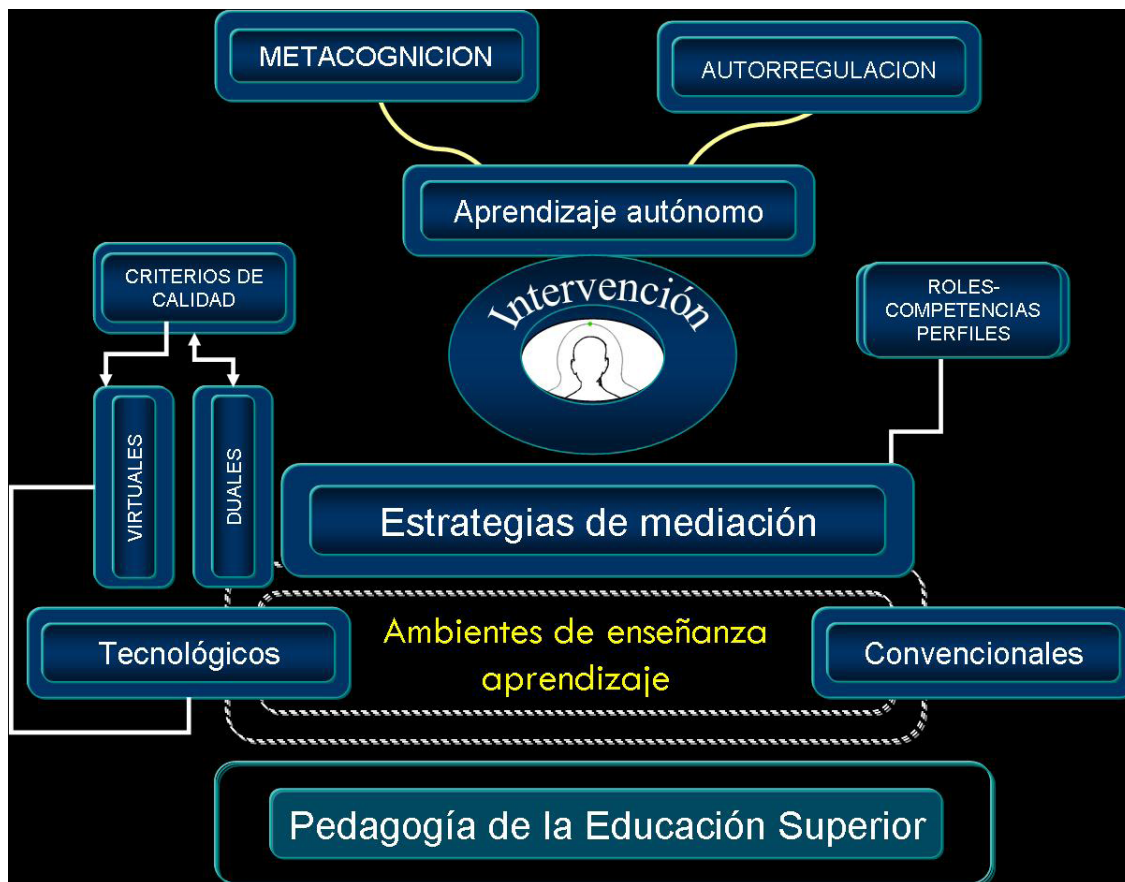 METACOGNICION
AUTORREGULACION
Aprendizaje autónomo
Intervención
CRITERIOS DE
CALIDAD
ROLES-
COMPETENCIAS
PERFILES
VIRTUALES
DUALES
Estrategias de mediación
Ambientes de enseñanza
aprendizaje
Tecnológicos
Convencionales
Pedagogía de la Educación Superior